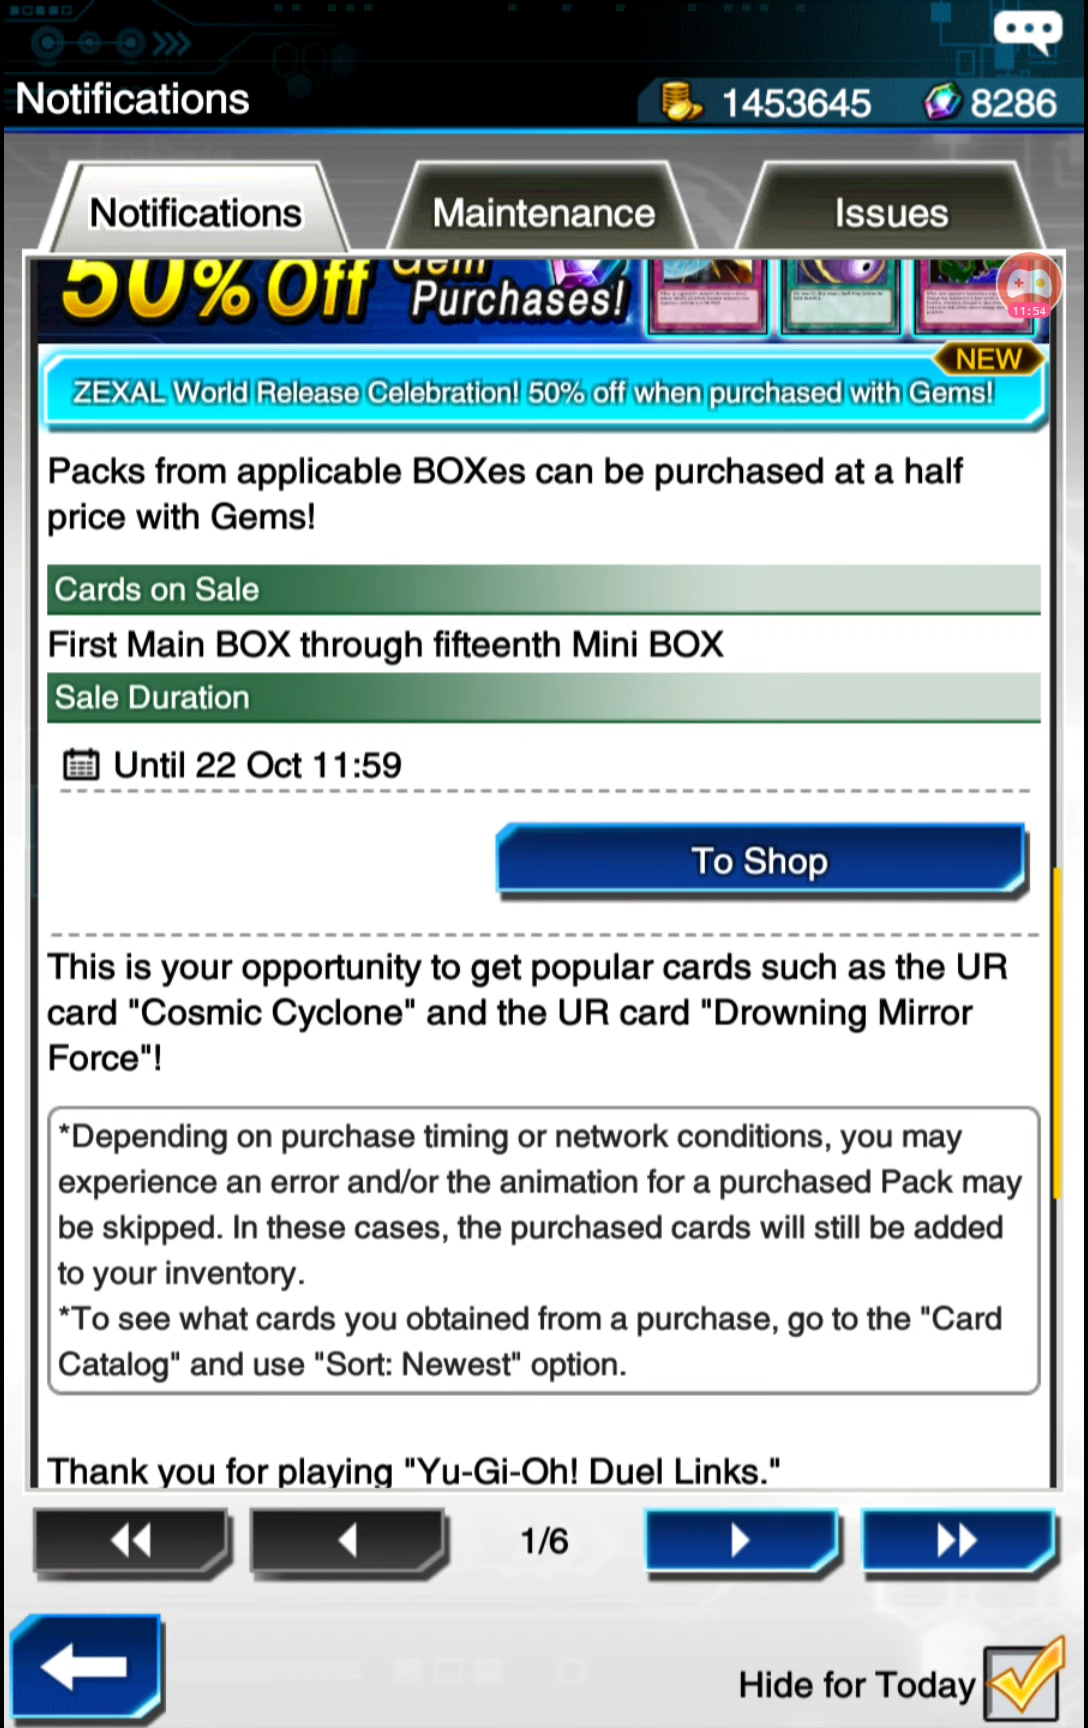 Notifications
1453645
8286
Notifications
Maintenance
Issues
50% Off
Gem
Purchases!
11:54
NEW
ZEXAL World Release Celebration! 50% off when purchased with Gems!
Packs from applicable BOXes can be purchased at a half
price with Gems!
Cards on Sale
First Main BOX through fifteenth Mini BOX
Sale Duration
Until 22 Oct 11:59
To Shop
This is your opportunity to get popular cards such as the UR
card "Cosmic Cyclone" and the UR card "Drowning Mirror
Force"!
*Depending on purchase timing or network conditions, you may
experience an error and/or the animation for a purchased Pack may
be skipped. In these cases, the purchased cards will still be added
to your inventory.
*To see what cards you obtained from a purchase, go to the "Card
Catalog" and use "Sort: Newest" option.
Thank you for playing "Yu-Gi-Oh! Duel Links."
1/6
Hide for Today